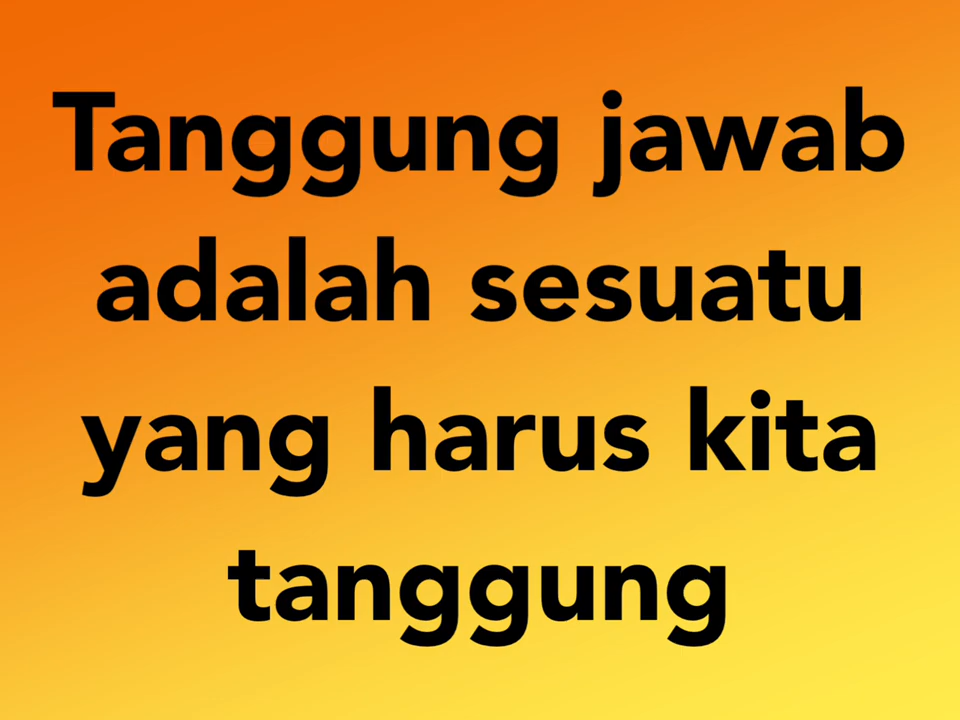 Tanggung jawab
adalah sesuatu
yang harus kita
tanggung